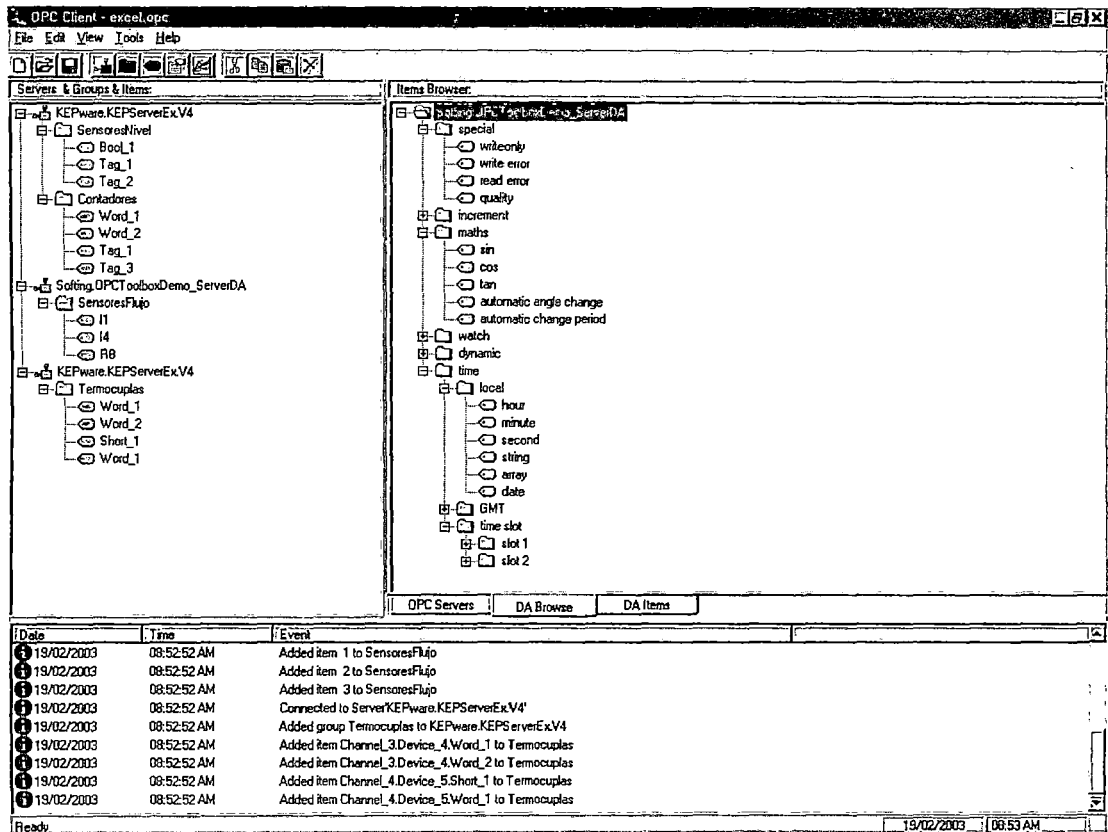 OPC Client - excel.opc
File Edit View Tools Help
Servers & Groups & Items:
KEPware.KEPServerEx.V4
SensoresNivel
Bool_1
Tag_1
Tag_2
Contadores
Word_1
Word_2
Tag_1
Tag_3
Softing.OPCToolboxDemo_ServerDA
SensoresFlujo
I1
I4
R8
KEPware.KEPServerEx.V4
Termocuplas
Word_1
Word_2
Short_1
Word_1
Items Browser:
Softing.OPCToolboxDemo_ServerDA
special
writeonly
write error
read error
quality
increment
maths
sin
cos
tan
automatic angle change
automatic change period
watch
dynamic
time
local
hour
minute
second
string
array
date
GMT
time slot
slot 1
slot 2
OPC Servers DA Browse DA Items
Date Time Event
19/02/2003 08:52:52 AM Added item 1 to SensoresFlujo
19/02/2003 08:52:52 AM Added item 2 to SensoresFlujo
19/02/2003 08:52:52 AM Added item 3 to SensoresFlujo
19/02/2003 08:52:52 AM Connected to Server'KEPware.KEPServerEx.V4'
19/02/2003 08:52:52 AM Added group Termocuplas to KEPware.KEPServerEx.V4
19/02/2003 08:52:52 AM Added item Channel_3.Device_4.Word_1 to Termocuplas
19/02/2003 08:52:52 AM Added item Channel_3.Device_4.Word_2 to Termocuplas
19/02/2003 08:52:52 AM Added item Channel_4.Device_5.Short_1 to Termocuplas
19/02/2003 08:52:52 AM Added item Channel_4.Device_5.Word_1 to Termocuplas
Ready 19/02/2003 08:53 AM